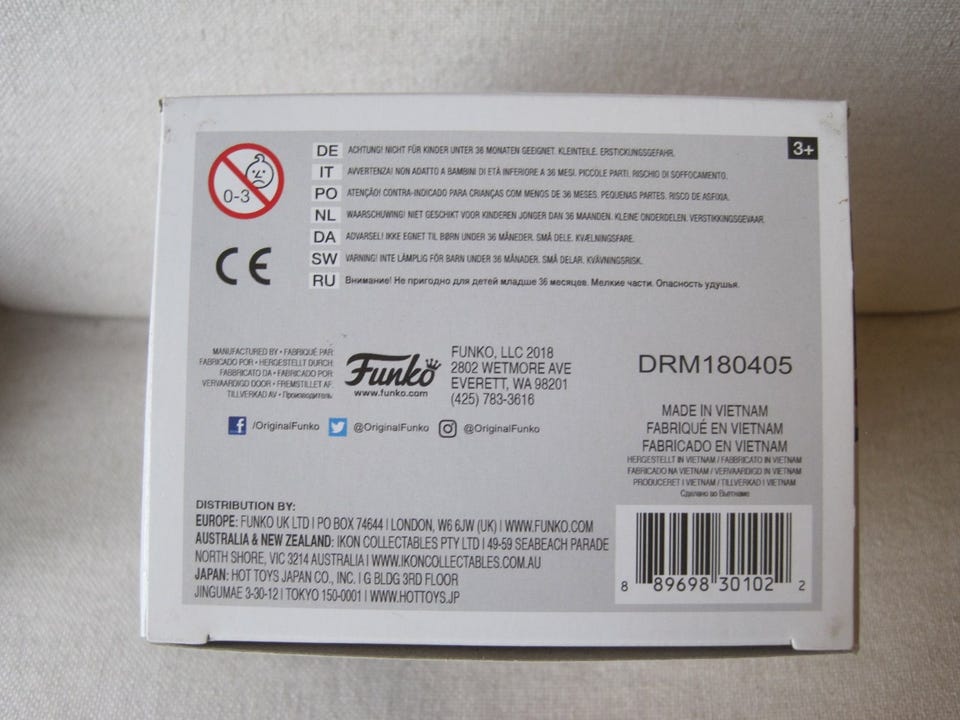 0-3
DE ACHTUNG! NICHT FÜR KINDER UNTER 36 MONATEN GEEIGNET. KLEINTEILE. ERSTICKUNGSGEFAHR.
3+
IT AVVERTENZA! NON ADATTO A BAMBINI DI ETÀ INFERIORE A 36 MESI. PICCOLE PARTI. RISCHIO DI SOFFOCAMENTO.
PO ATENÇÃO! CONTRA-INDICADO PARA CRIANÇAS COM MENOS DE 36 MESES. PEQUENAS PARTES. RISCO DE ASFIXIA.
NL WAARSCHUWING! NIET GESCHIKT VOOR KINDEREN JONGER DAN 36 MAANDEN. KLEINE ONDERDELEN. VERSTIKKINGSGEVAAR.
DA ADVARSEL! IKKE EGNET TIL BØRN UNDER 36 MÅNEDER. SMÅ DELE. KVÆLNINGSFARE.
SW VARNING! INTE LÄMPLIG FÖR BARN UNDER 36 MÅNADER. SMÅ DELAR. KVÄVNINGSRISK.
RU Внимание! Не пригодно для детей младше 36 месяцев. Мелкие части. Опасность удушья.
CE
MANUFACTURED BY • FABRIQUÉ PAR
FABRICADO POR • HERGESTELLT DURCH
FABBRICATO DA • FABRICADO POR
VERVAARDIGD DOOR • FREMSTILLET AF
TILLVERKAD AV • Производитель
Funko
www.funko.com
FUNKO, LLC 2018
2802 WETMORE AVE
EVERETT, WA 98201
(425) 783-3616
/OriginalFunko @OriginalFunko @OriginalFunko
DRM180405
MADE IN VIETNAM
FABRIQUÉ EN VIETNAM
FABRICADO EN VIETNAM
HERGESTELLT IN VIETNAM / FABBRICATO IN VIETNAM
FABRICADO NA VIETNAM / VERVAARDIGD IN VIETNAM
PRODUCERET I VIETNAM / TILLVERKAD I VIETNAM
Сделано во Вьетнаме
DISTRIBUTION BY:
EUROPE: FUNKO UK LTD | PO BOX 74644 | LONDON, W6 6JW (UK) | WWW.FUNKO.COM
AUSTRALIA & NEW ZEALAND: IKON COLLECTABLES PTY LTD | 49-59 SEABEACH PARADE
NORTH SHORE, VIC 3214 AUSTRALIA | WWW.IKONCOLLECTABLES.COM.AU
JAPAN: HOT TOYS JAPAN CO., INC. | G BLDG 3RD FLOOR
JINGUMAE 3-30-12 | TOKYO 150-0001 | WWW.HOTTOYS.JP
8 89698 30102 2